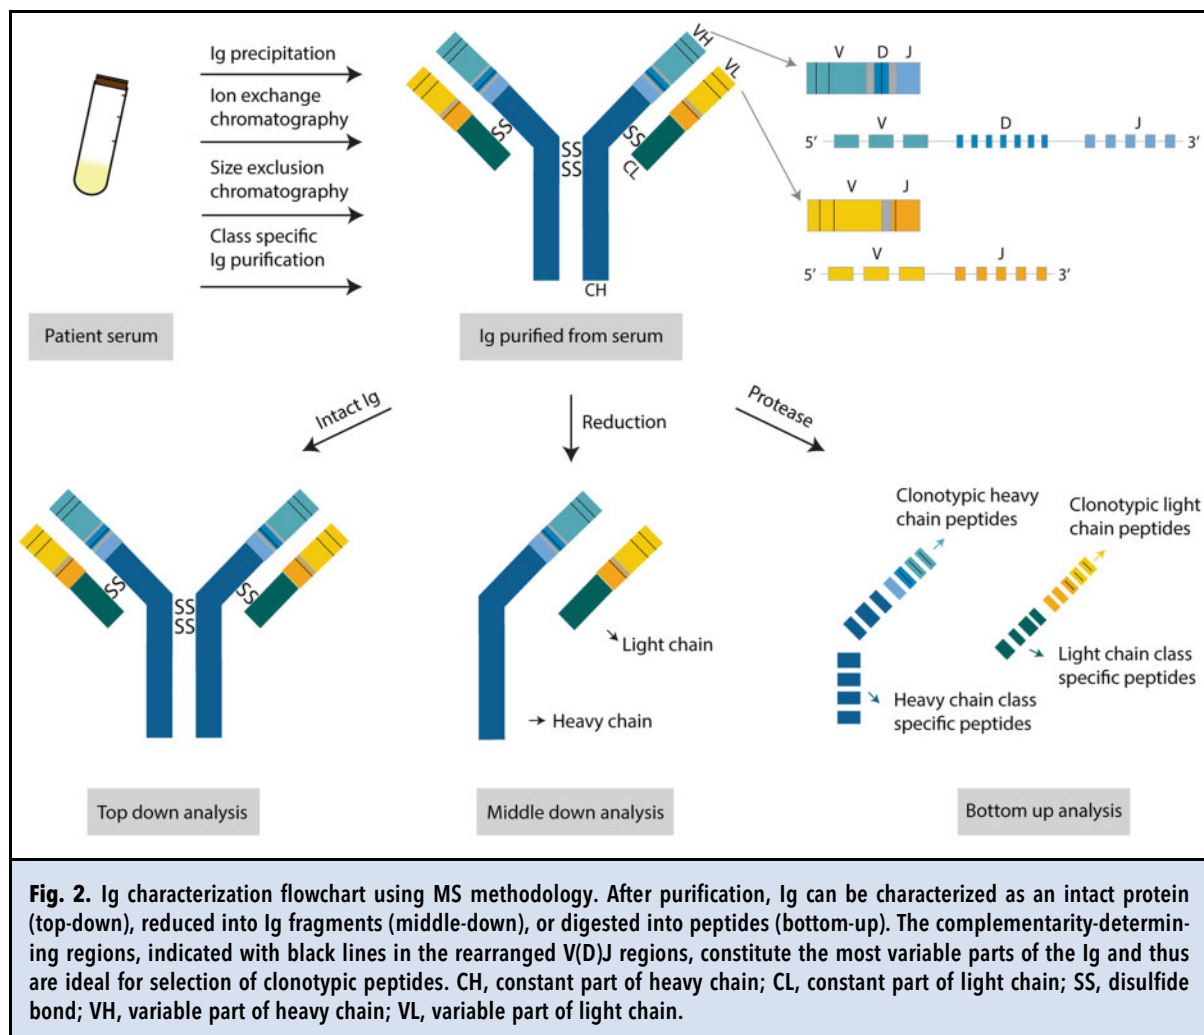 Ig precipitation
Ion exchange
chromatography
Size exclusion
chromatography
Class specific
Ig purification
Patient serum
VH
VL
SS
SS
SS
SS
CL
CH
Ig purified from serum
V D J
5′ V D J 3′
V J
5′ V J 3′
Intact Ig
Reduction
Protease
SS
SS
SS
SS
Top down analysis
Light chain
Heavy chain
Middle down analysis
Clonotypic heavy
chain peptides
Clonotypic light
chain peptides
Light chain class
specific peptides
Heavy chain class
specific peptides
Bottom up analysis
Fig. 2. Ig characterization flowchart using MS methodology. After purification, Ig can be characterized as an intact protein
(top-down), reduced into Ig fragments (middle-down), or digested into peptides (bottom-up). The complementarity-determin-
ing regions, indicated with black lines in the rearranged V(D)J regions, constitute the most variable parts of the Ig and thus
are ideal for selection of clonotypic peptides. CH, constant part of heavy chain; CL, constant part of light chain; SS, disulfide
bond; VH, variable part of heavy chain; VL, variable part of light chain.